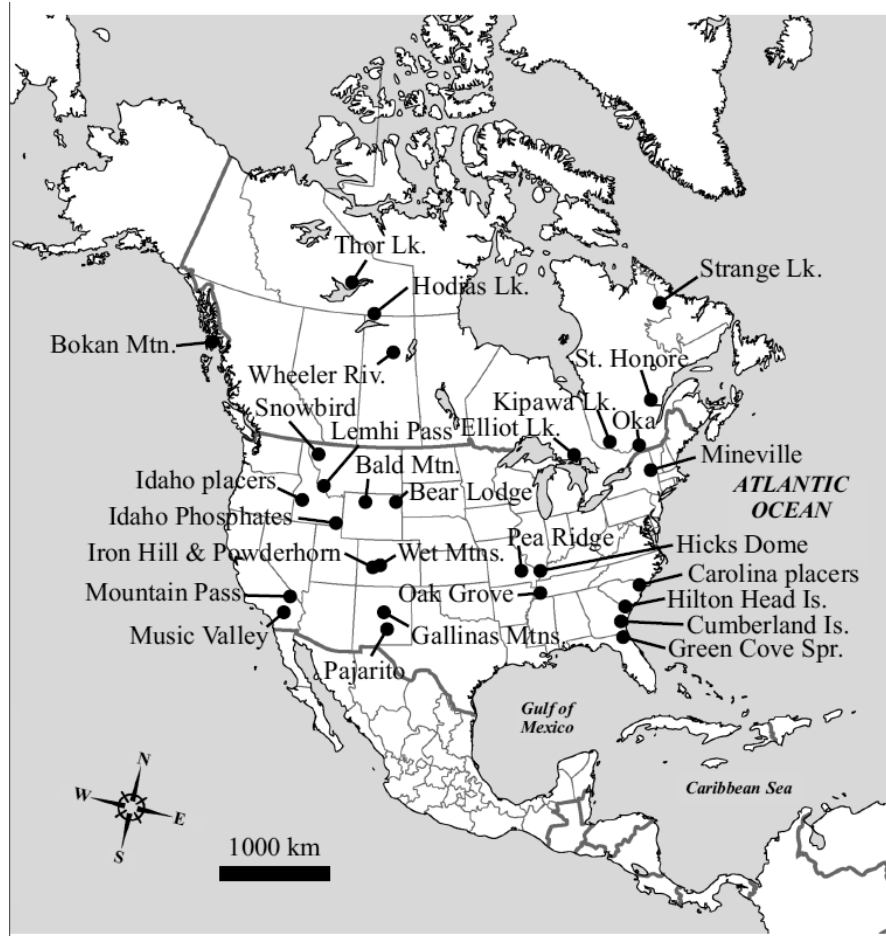 Thor Lk.
Strange Lk.
Hodias Lk.
Bokan Mtn.
St. Honore
Wheeler Riv.
Kipawa Lk.
Snowbird
Oka
Lemhi Pass
Elliot Lk.
Mineville
Bald Mtn.
Idaho placers
ATLANTIC
OCEAN
Bear Lodge
Idaho Phosphates
Pea Ridge
Hicks Dome
Iron Hill & Powderhorn
Wet Mtns.
Carolina placers
Mountain Pass
Oak Grove
Hilton Head Is.
Music Valley
Gallinas Mtns.
Cumberland Is.
Green Cove Spr.
Pajarito
Gulf of
Mexico
N
W
E
S
Caribbean Sea
1000 km